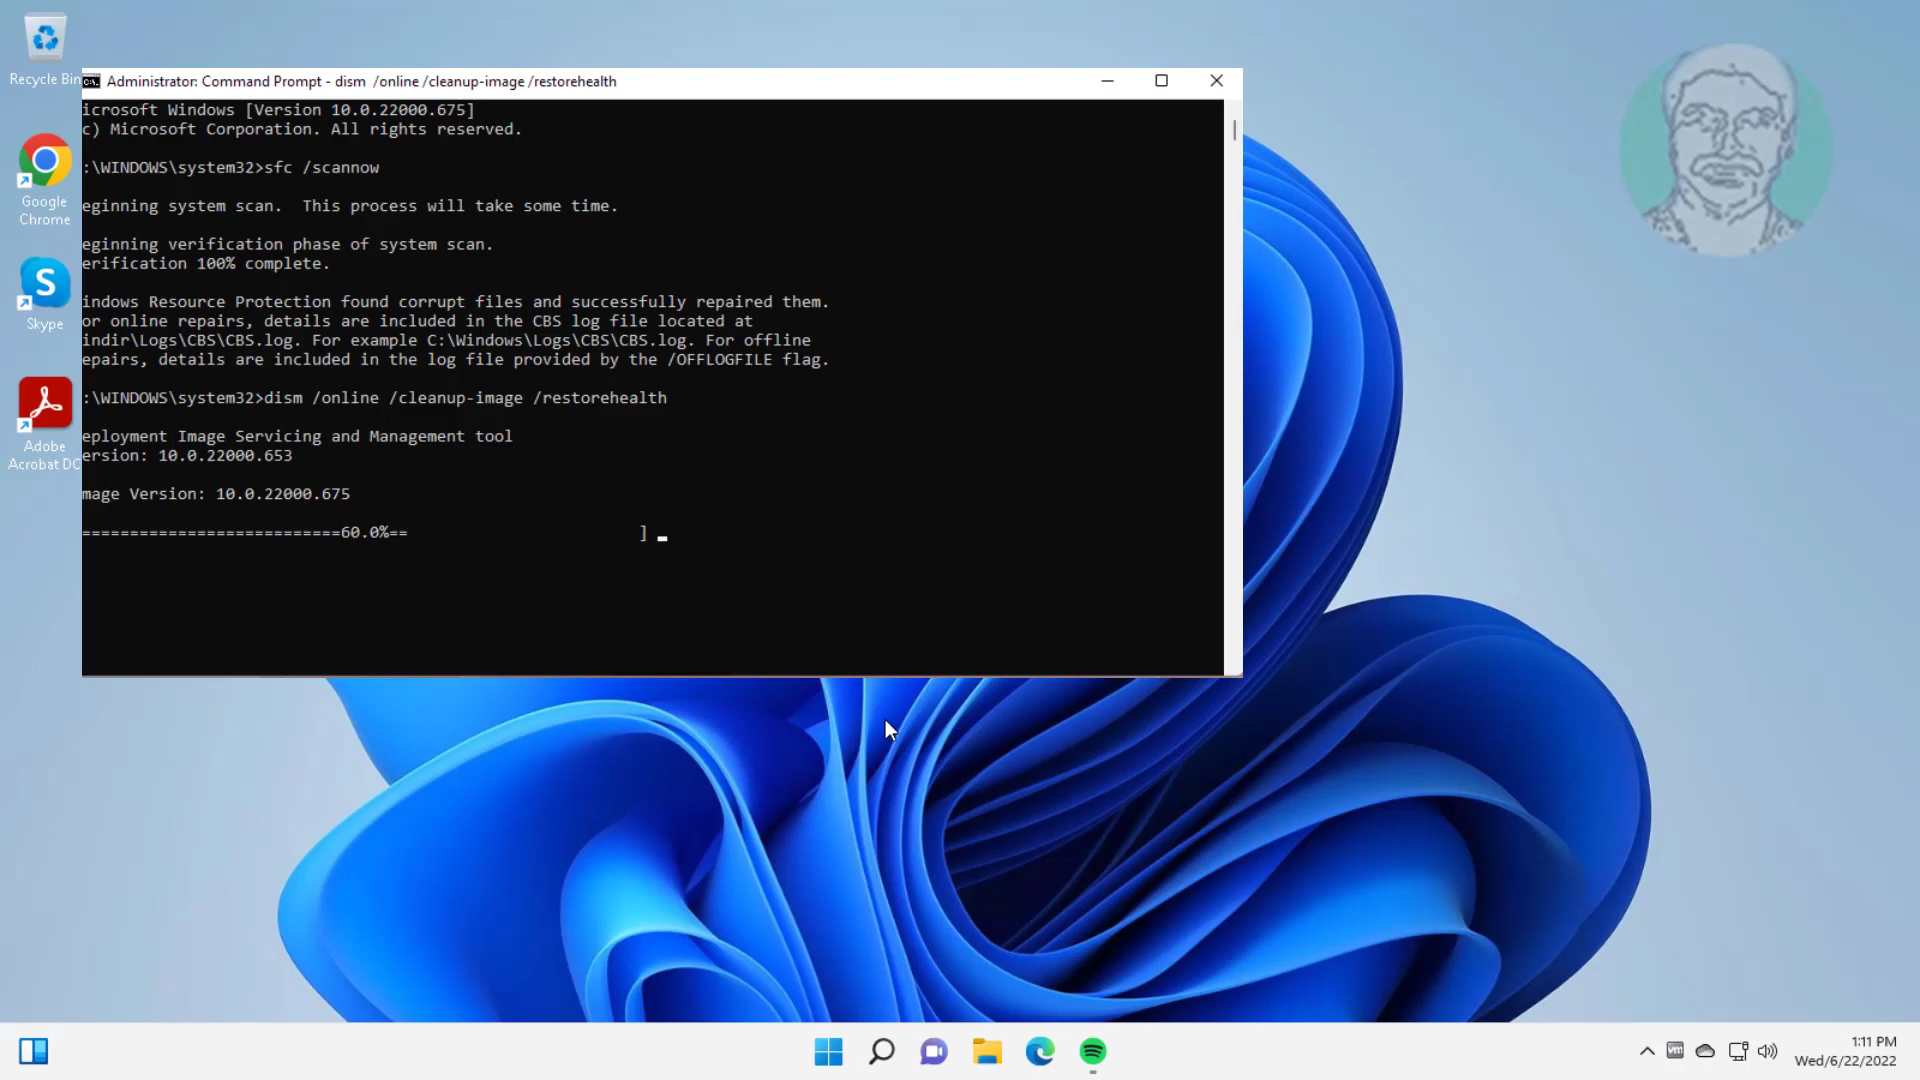 Recycle Bin
Google
Chrome
Skype
Adobe
Acrobat DC
Administrator: Command Prompt - dism /online /cleanup-image /restorehealth
icrosoft Windows [Version 10.0.22000.675]
c) Microsoft Corporation. All rights reserved.
:\WINDOWS\system32>sfc /scannow
eginning system scan.  This process will take some time.
eginning verification phase of system scan.
erification 100% complete.
indows Resource Protection found corrupt files and successfully repaired them.
or online repairs, details are included in the CBS log file located at
indir\Logs\CBS\CBS.log. For example C:\Windows\Logs\CBS\CBS.log. For offline
epairs, details are included in the log file provided by the /OFFLOGFILE flag.
:\WINDOWS\system32>dism /online /cleanup-image /restorehealth
eployment Image Servicing and Management tool
ersion: 10.0.22000.653
mage Version: 10.0.22000.675
===========================60.0%==                        ]
1:11 PM
Wed/6/22/2022